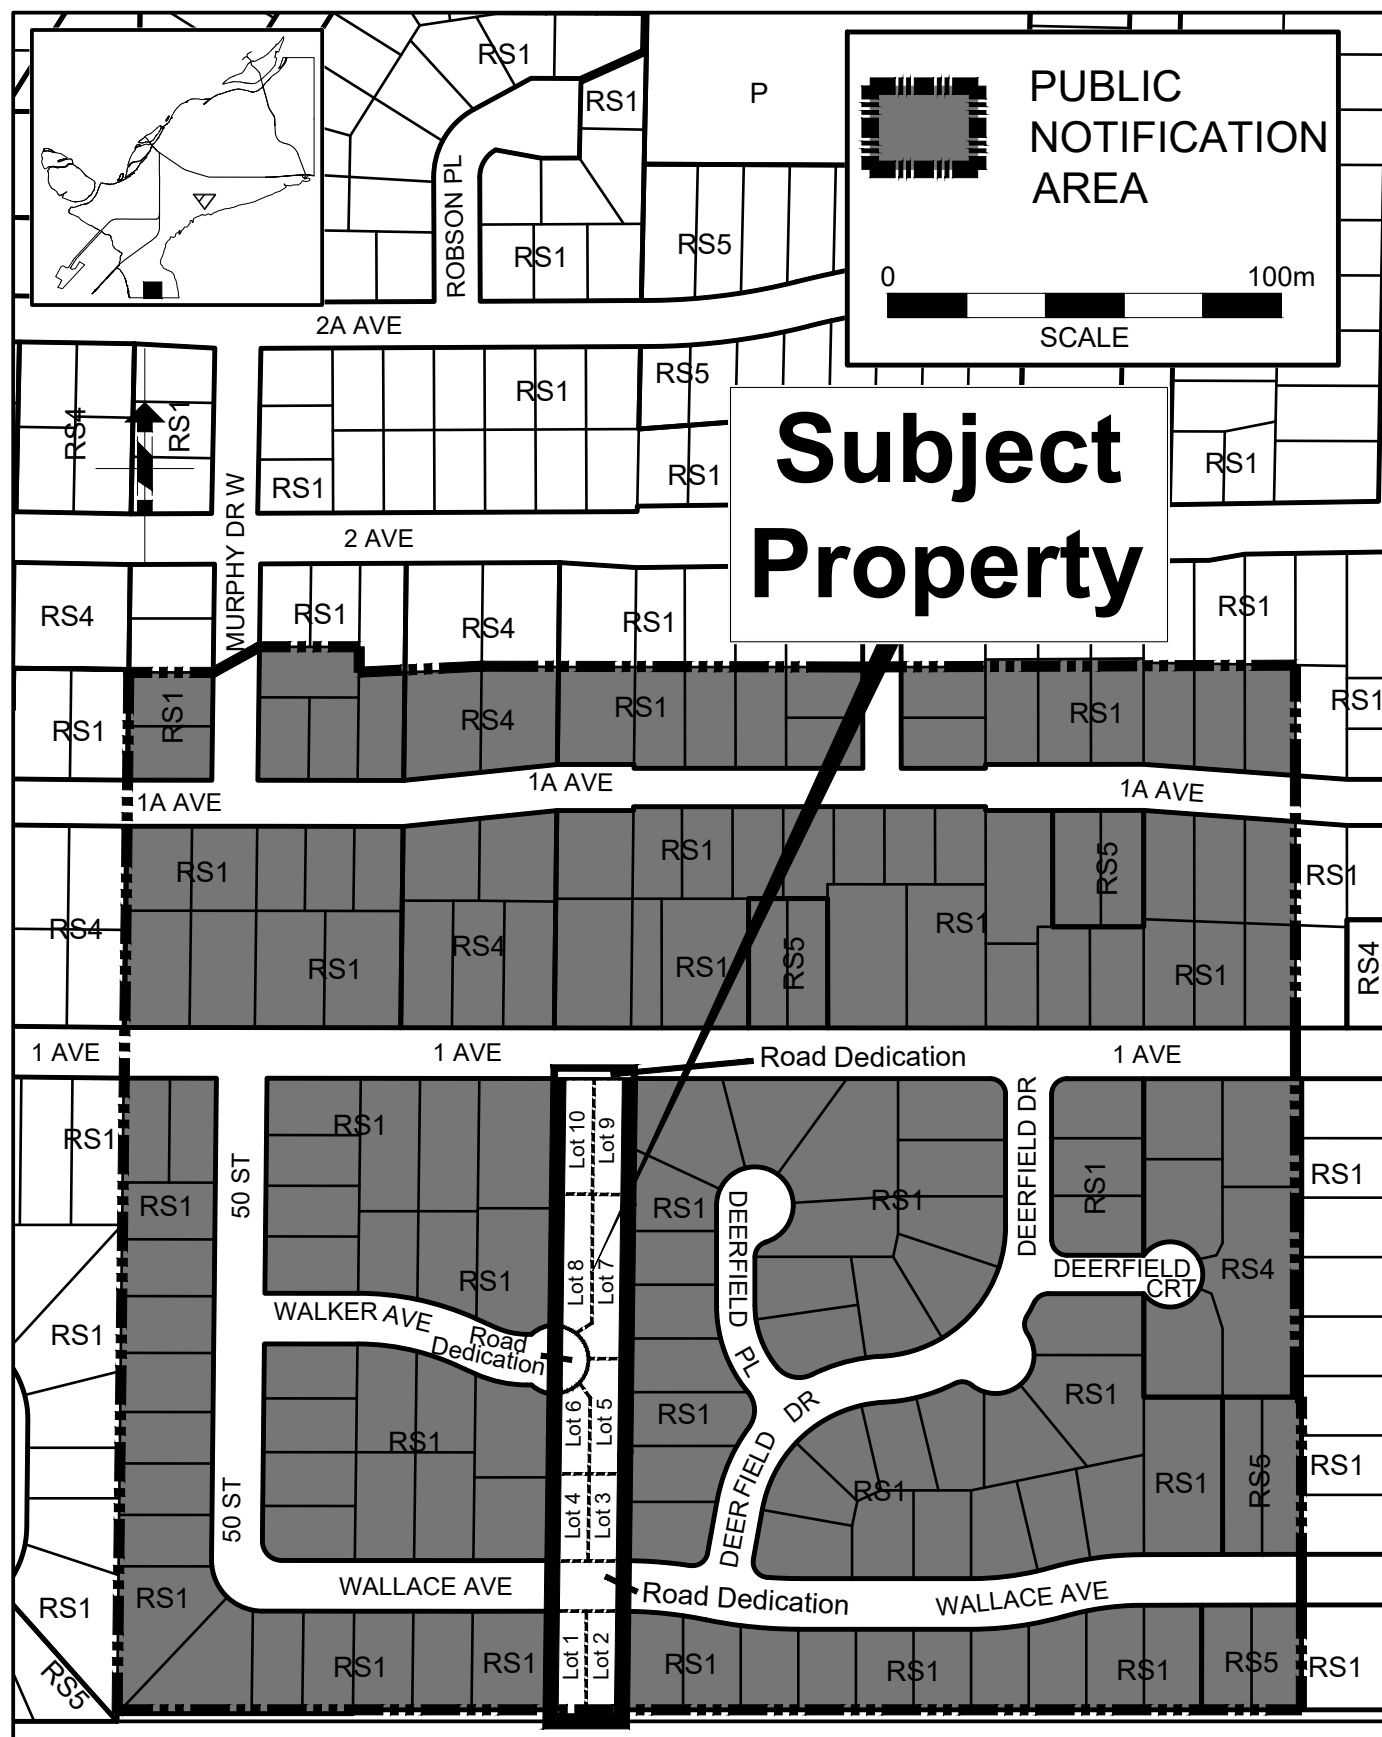 RS1
P
RS1
PUBLIC
NOTIFICATION
AREA
ROBSON PL
RS5
RS1
0
100m
SCALE
2A AVE
RS5
RS1
RS4
RS1
Subject
Property
RS1
RS1
RS1
MURPHY DR W
2 AVE
RS4
RS1
RS4
RS1
RS1
RS1
RS1
RS4
RS1
RS1
RS1
1A AVE
1A AVE
1A AVE
RS1
RS1
RS5
RS1
RS4
RS4
RS1
RS1
RS5
RS1
RS1
RS4
1 AVE
1 AVE
Road Dedication
1 AVE
RS1
RS1
50 ST
Lot 10
Lot 9
DEERFIELD DR
RS1
RS1
RS1
RS1
RS1
DEERFIELD PL
RS1
Lot 8
Lot 7
DEERFIELD
CRT
RS4
WALKER AVE
RS1
Road
Dedication
RS1
Lot 6
Lot 5
RS1
DEERFIELD DR
RS1
50 ST
Lot 4
Lot 3
RS1
RS1
RS5
RS1
WALLACE AVE
Road Dedication
WALLACE AVE
RS1
RS1
RS5
RS1
RS1
Lot 1
Lot 2
RS1
RS1
RS1
RS5
RS1